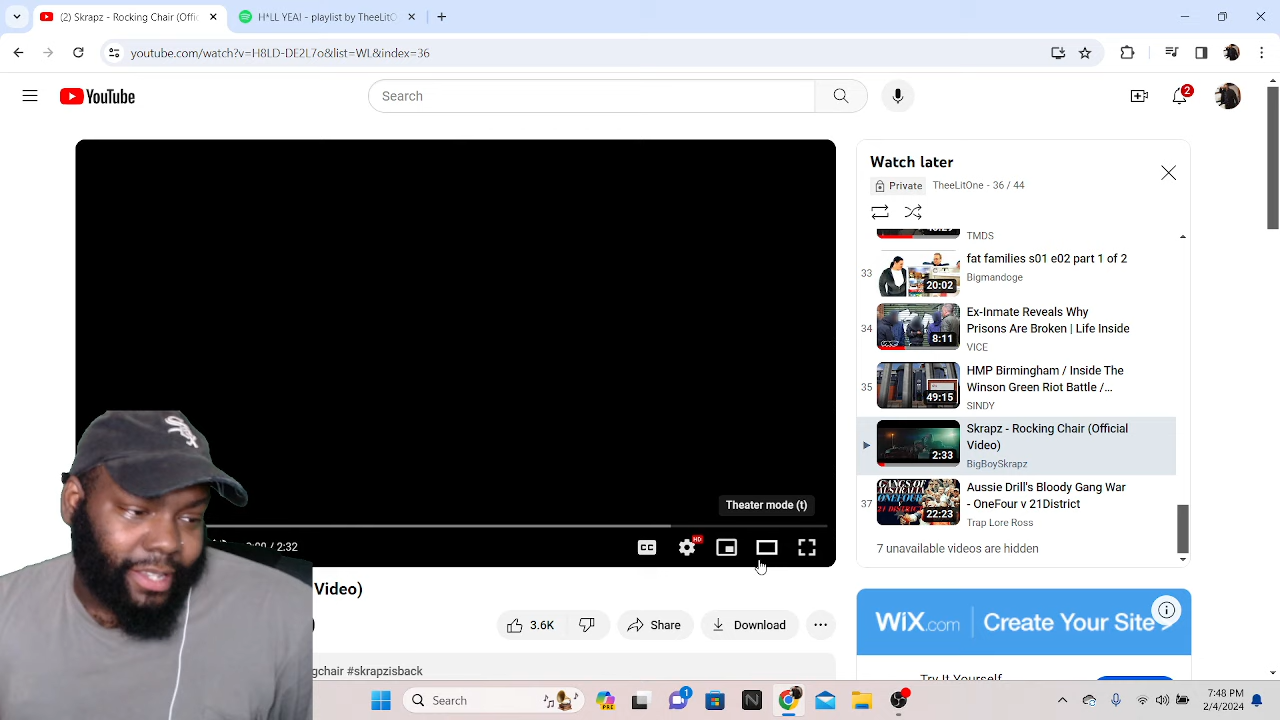 (2) Skrapz - Rocking Chair (Offic
H*LL YEA! - playlist by TheeLitO
youtube.com/watch?v=H8LD-DE2L7o&list=WL&index=36
YouTube
Search
2
Watch later
Private TheeLitOne - 36 / 44
TMDS
33
20:02
fat families s01 e02 part 1 of 2
Bigmandoge
34
8:11
Ex-Inmate Reveals Why
Prisons Are Broken | Life Inside
VICE
35
49:15
HMP Birmingham / Inside The
Winson Green Riot Battle /...
SINDY
2:33
Skrapz - Rocking Chair (Official
Video)
BigBoySkrapz
37
22:23
Aussie Drill's Bloody Gang War
- OneFour v 21District
Trap Lore Ross
7 unavailable videos are hidden
Theater mode (t)
/ 2:32
CC
HD
Video)
3.6K
Share
Download
gchair #skrapzisback
WiX.com | Create Your Site
Try It Yourself
Search
PRE
1
7:48 PM
2/4/2024